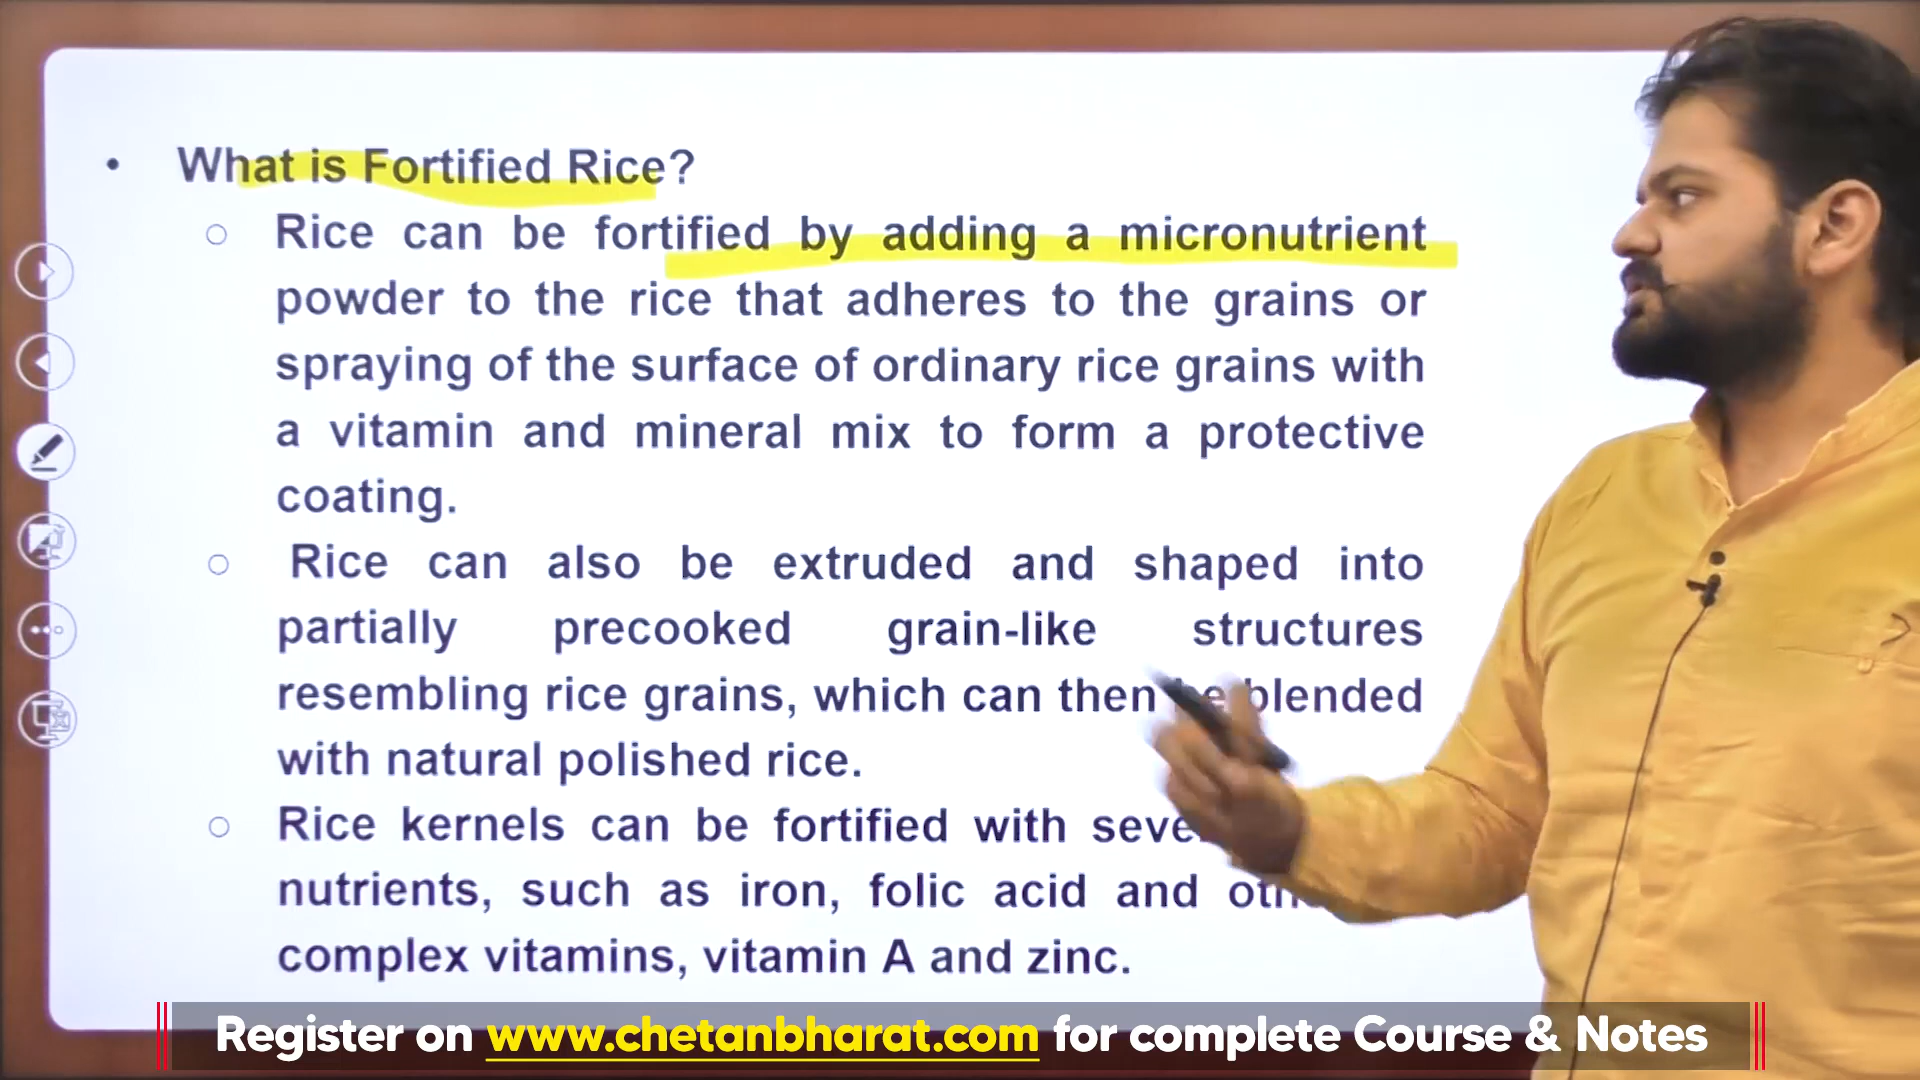 • What is Fortified Rice?
○ Rice can be fortified by adding a micronutrient
powder to the rice that adheres to the grains or
spraying of the surface of ordinary rice grains with
a vitamin and mineral mix to form a protective
coating.
○ Rice can also be extruded and shaped into
partially precooked grain-like structures
resembling rice grains, which can then be blended
with natural polished rice.
○ Rice kernels can be fortified with
nutrients, such as iron, folic acid and
complex vitamins, vitamin A and zinc.
Register on www.chetanbharat.com for complete Course & Notes